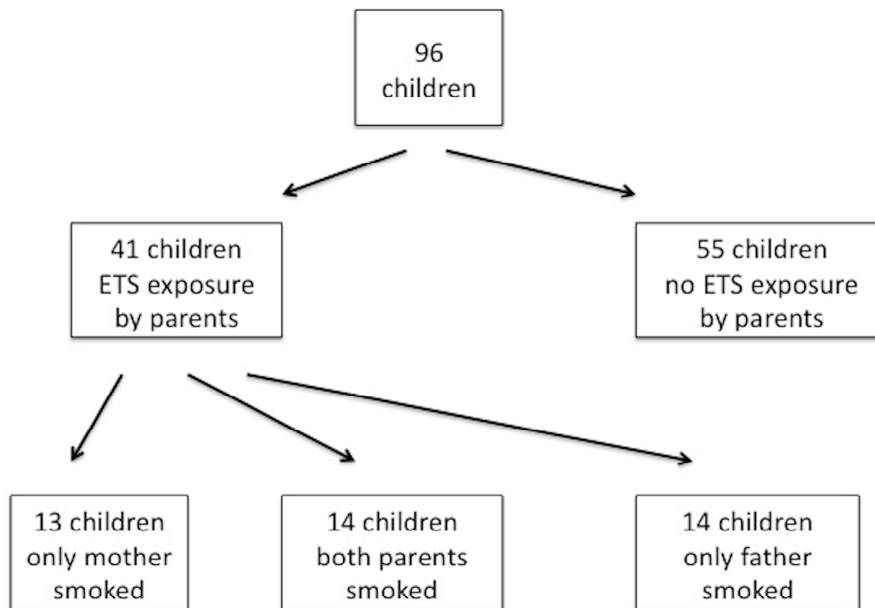 96
children
41 children
ETS exposure
by parents
55 children
no ETS exposure
by parents
13 children
only mother
smoked
14 children
both parents
smoked
14 children
only father
smoked